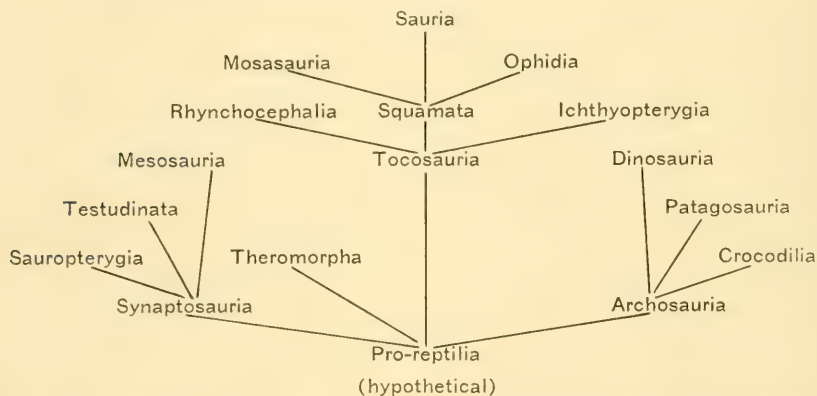 Sauria
Mosasauria Ophidia
Rhynchocephalia Squamata Ichthyopterygia
Mesosauria Tocosauria Dinosauria
Testudinata Patagosauria
Sauropterygia Theromorpha Crocodilia
Synaptosauria Archosauria
Pro-reptilia
(hypothetical)